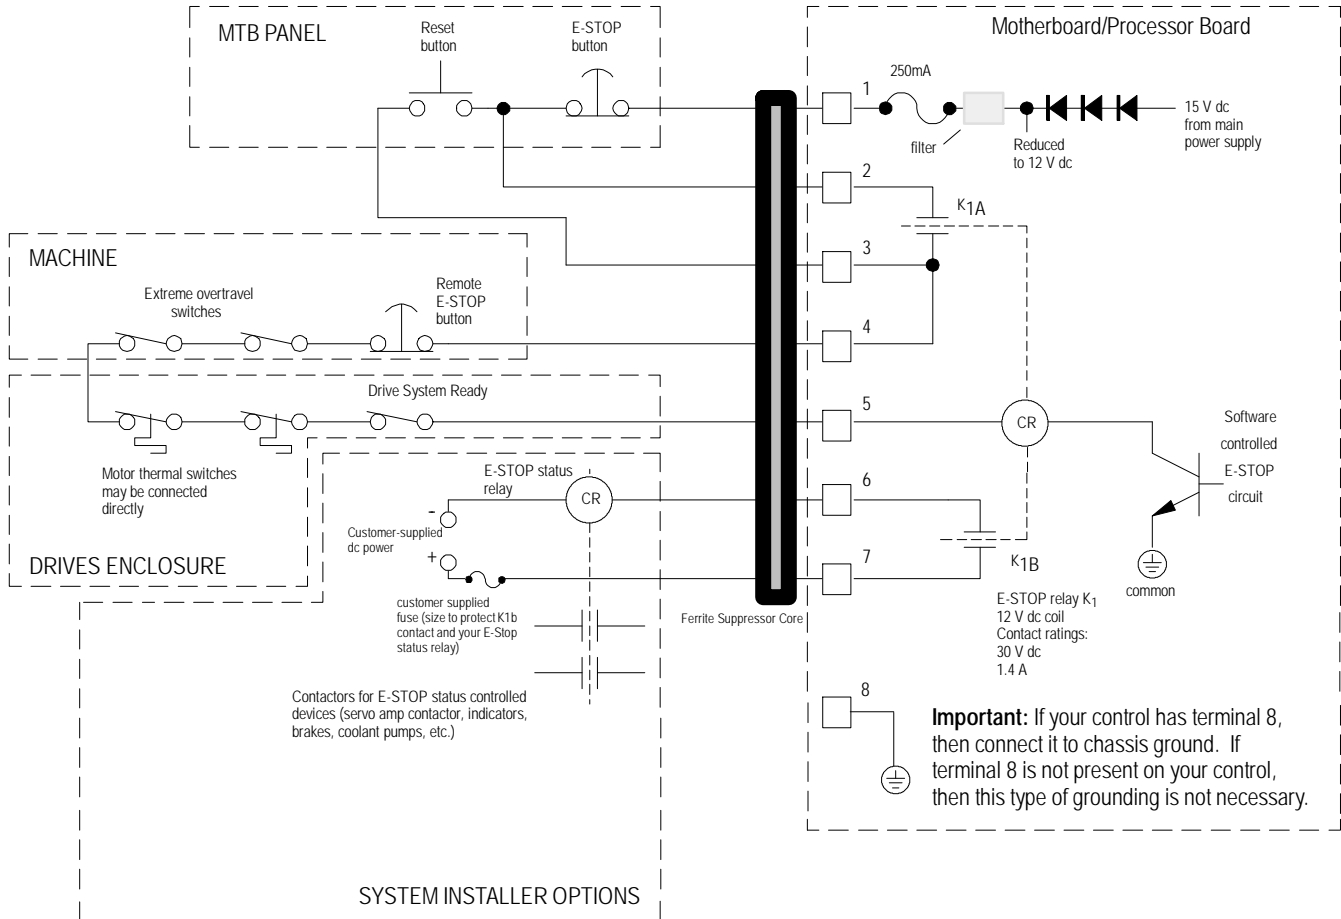 MTB PANEL
Reset
button
E-STOP
button
Motherboard/Processor Board
250mA
1
filter
Reduced
to 12 V dc
15 V dc
from main
power supply
2
K1A
3
MACHINE
Extreme overtravel
switches
Remote
E-STOP
button
4
Drive System Ready
5
CR
Software
controlled
E-STOP
circuit
Motor thermal switches
may be connected
directly
DRIVES ENCLOSURE
E-STOP status
relay
CR
6
-
Customer-supplied
dc power
+
7
K1B
common
customer supplied
fuse (size to protect K1b
contact and your E-Stop
status relay)
Ferrite Suppressor Core
E-STOP relay K1
12 V dc coil
Contact ratings:
30 V dc
1.4 A
Contactors for E-STOP status controlled
devices (servo amp contactor, indicators,
brakes, coolant pumps, etc.)
8
Important: If your control has terminal 8,
then connect it to chassis ground. If
terminal 8 is not present on your control,
then this type of grounding is not necessary.
SYSTEM INSTALLER OPTIONS